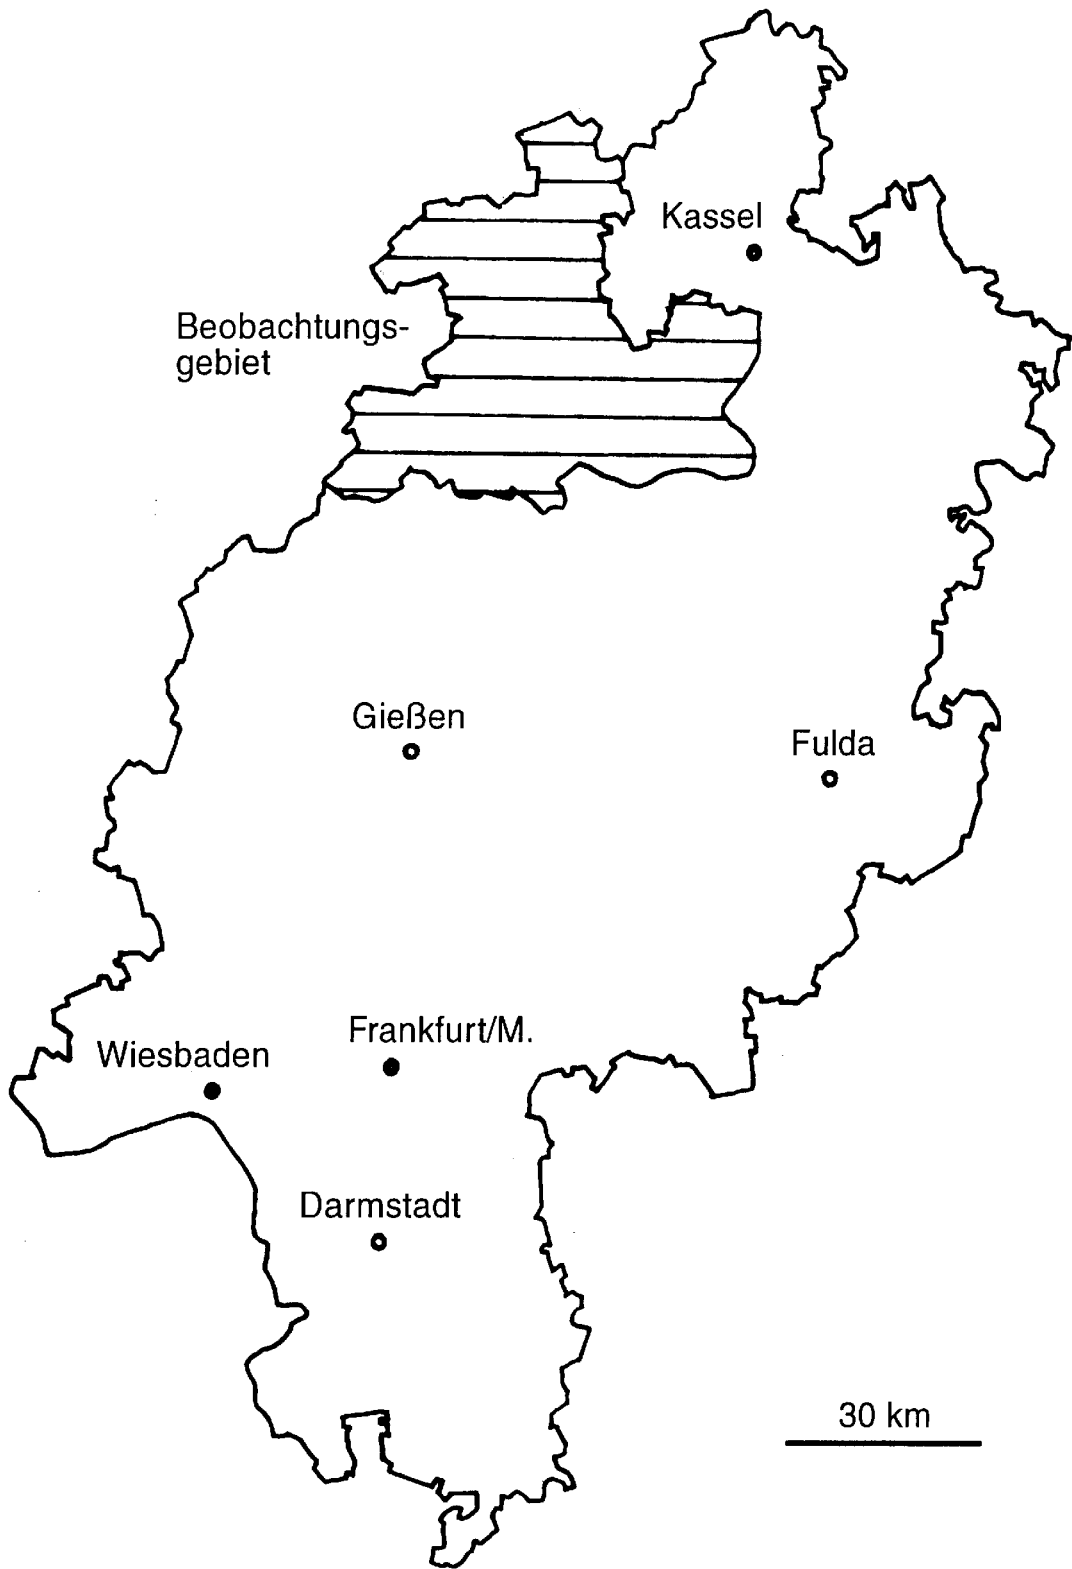 Kassel
Beobachtungs-
gebiet
Gießen
Fulda
Frankfurt/M.
Wiesbaden
Darmstadt
30 km